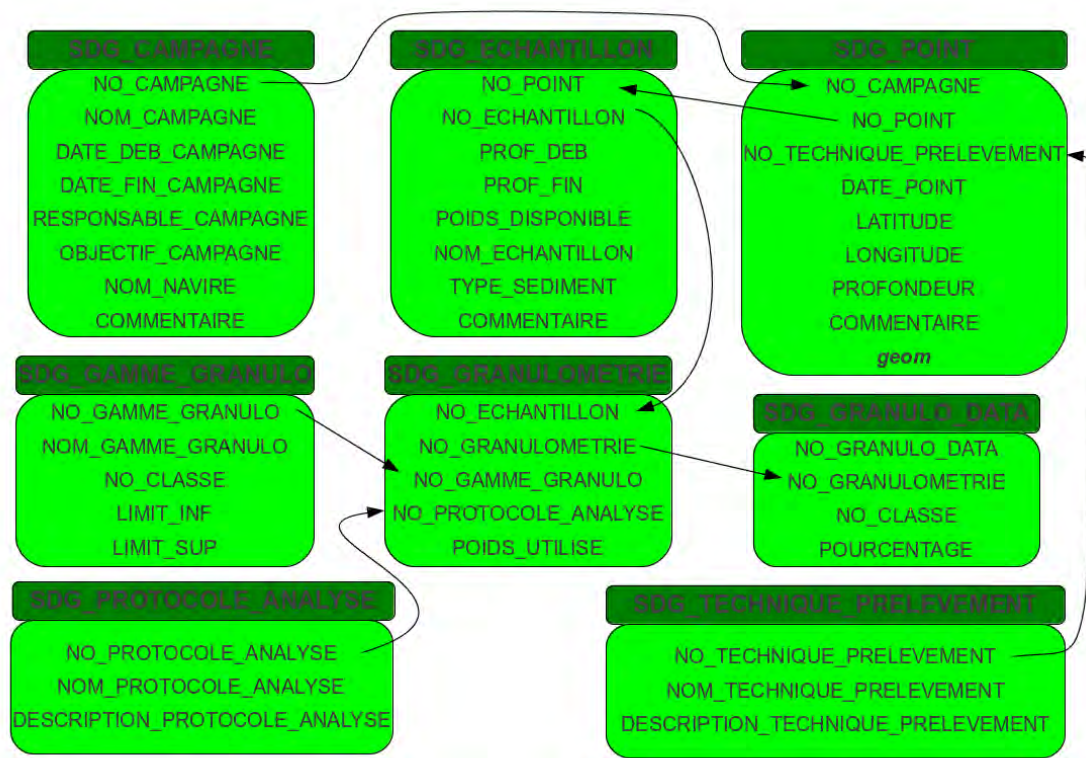 SDG_CAMPAGNE
NO_CAMPAGNE
NOM_CAMPAGNE
DATE_DEB_CAMPAGNE
DATE_FIN_CAMPAGNE
RESPONSABLE_CAMPAGNE
OBJECTIF_CAMPAGNE
NOM_NAVIRE
COMMENTAIRE
SDG_ECHANTILLON
NO_POINT
NO_ECHANTILLON
PROF_DEB
PROF_FIN
POIDS_DISPONIBLE
NOM_ECHANTILLON
TYPE_SEDIMENT
COMMENTAIRE
SDG_POINT
NO_CAMPAGNE
NO_POINT
NO_TECHNIQUE_PRELEVEMENT
DATE_POINT
LATITUDE
LONGITUDE
PROFONDEUR
COMMENTAIRE
geom
SDG_GAMME_GRANULO
NO_GAMME_GRANULO
NOM_GAMME_GRANULO
NO_CLASSE
LIMIT_INF
LIMIT_SUP
SDG_GRANULOMETRIE
NO_ECHANTILLON
NO_GRANULOMETRIE
NO_GAMME_GRANULO
NO_PROTOCOLE_ANALYSE
POIDS_UTILISE
SDG_GRANULO_DATA
NO_GRANULO_DATA
NO_GRANULOMETRIE
NO_CLASSE
POURCENTAGE
SDG_PROTOCOLE_ANALYSE
NO_PROTOCOLE_ANALYSE
NOM_PROTOCOLE_ANALYSE
DESCRIPTION_PROTOCOLE_ANALYSE
SDG_TECHNIQUE_PRELEVEMENT
NO_TECHNIQUE_PRELEVEMENT
NOM_TECHNIQUE_PRELEVEMENT
DESCRIPTION_TECHNIQUE_PRELEVEMENT